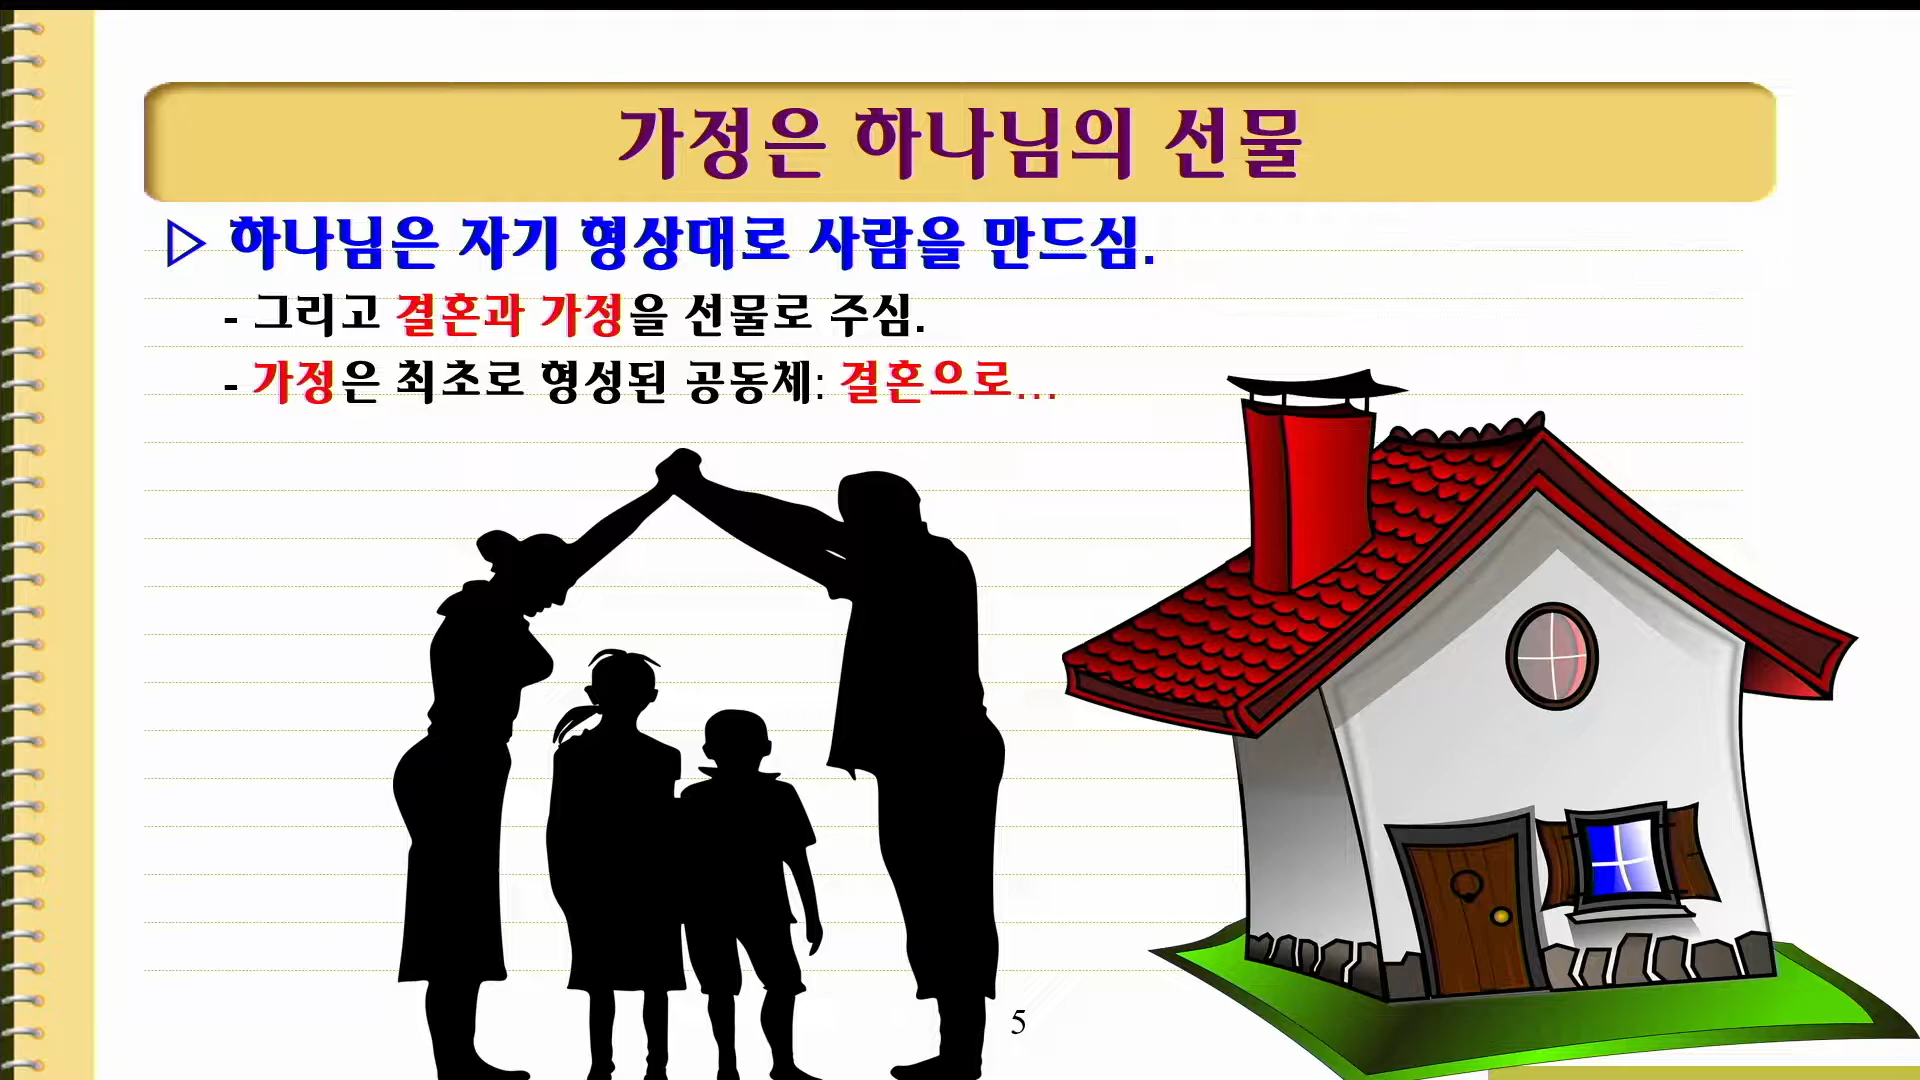 가정은 하나님의 선물
▷ 하나님은 자기 형상대로 사람을 만드심.
- 그리고 결혼과 가정을 선물로 주심.
- 가정은 최초로 형성된 공동체: 결혼으로…
5